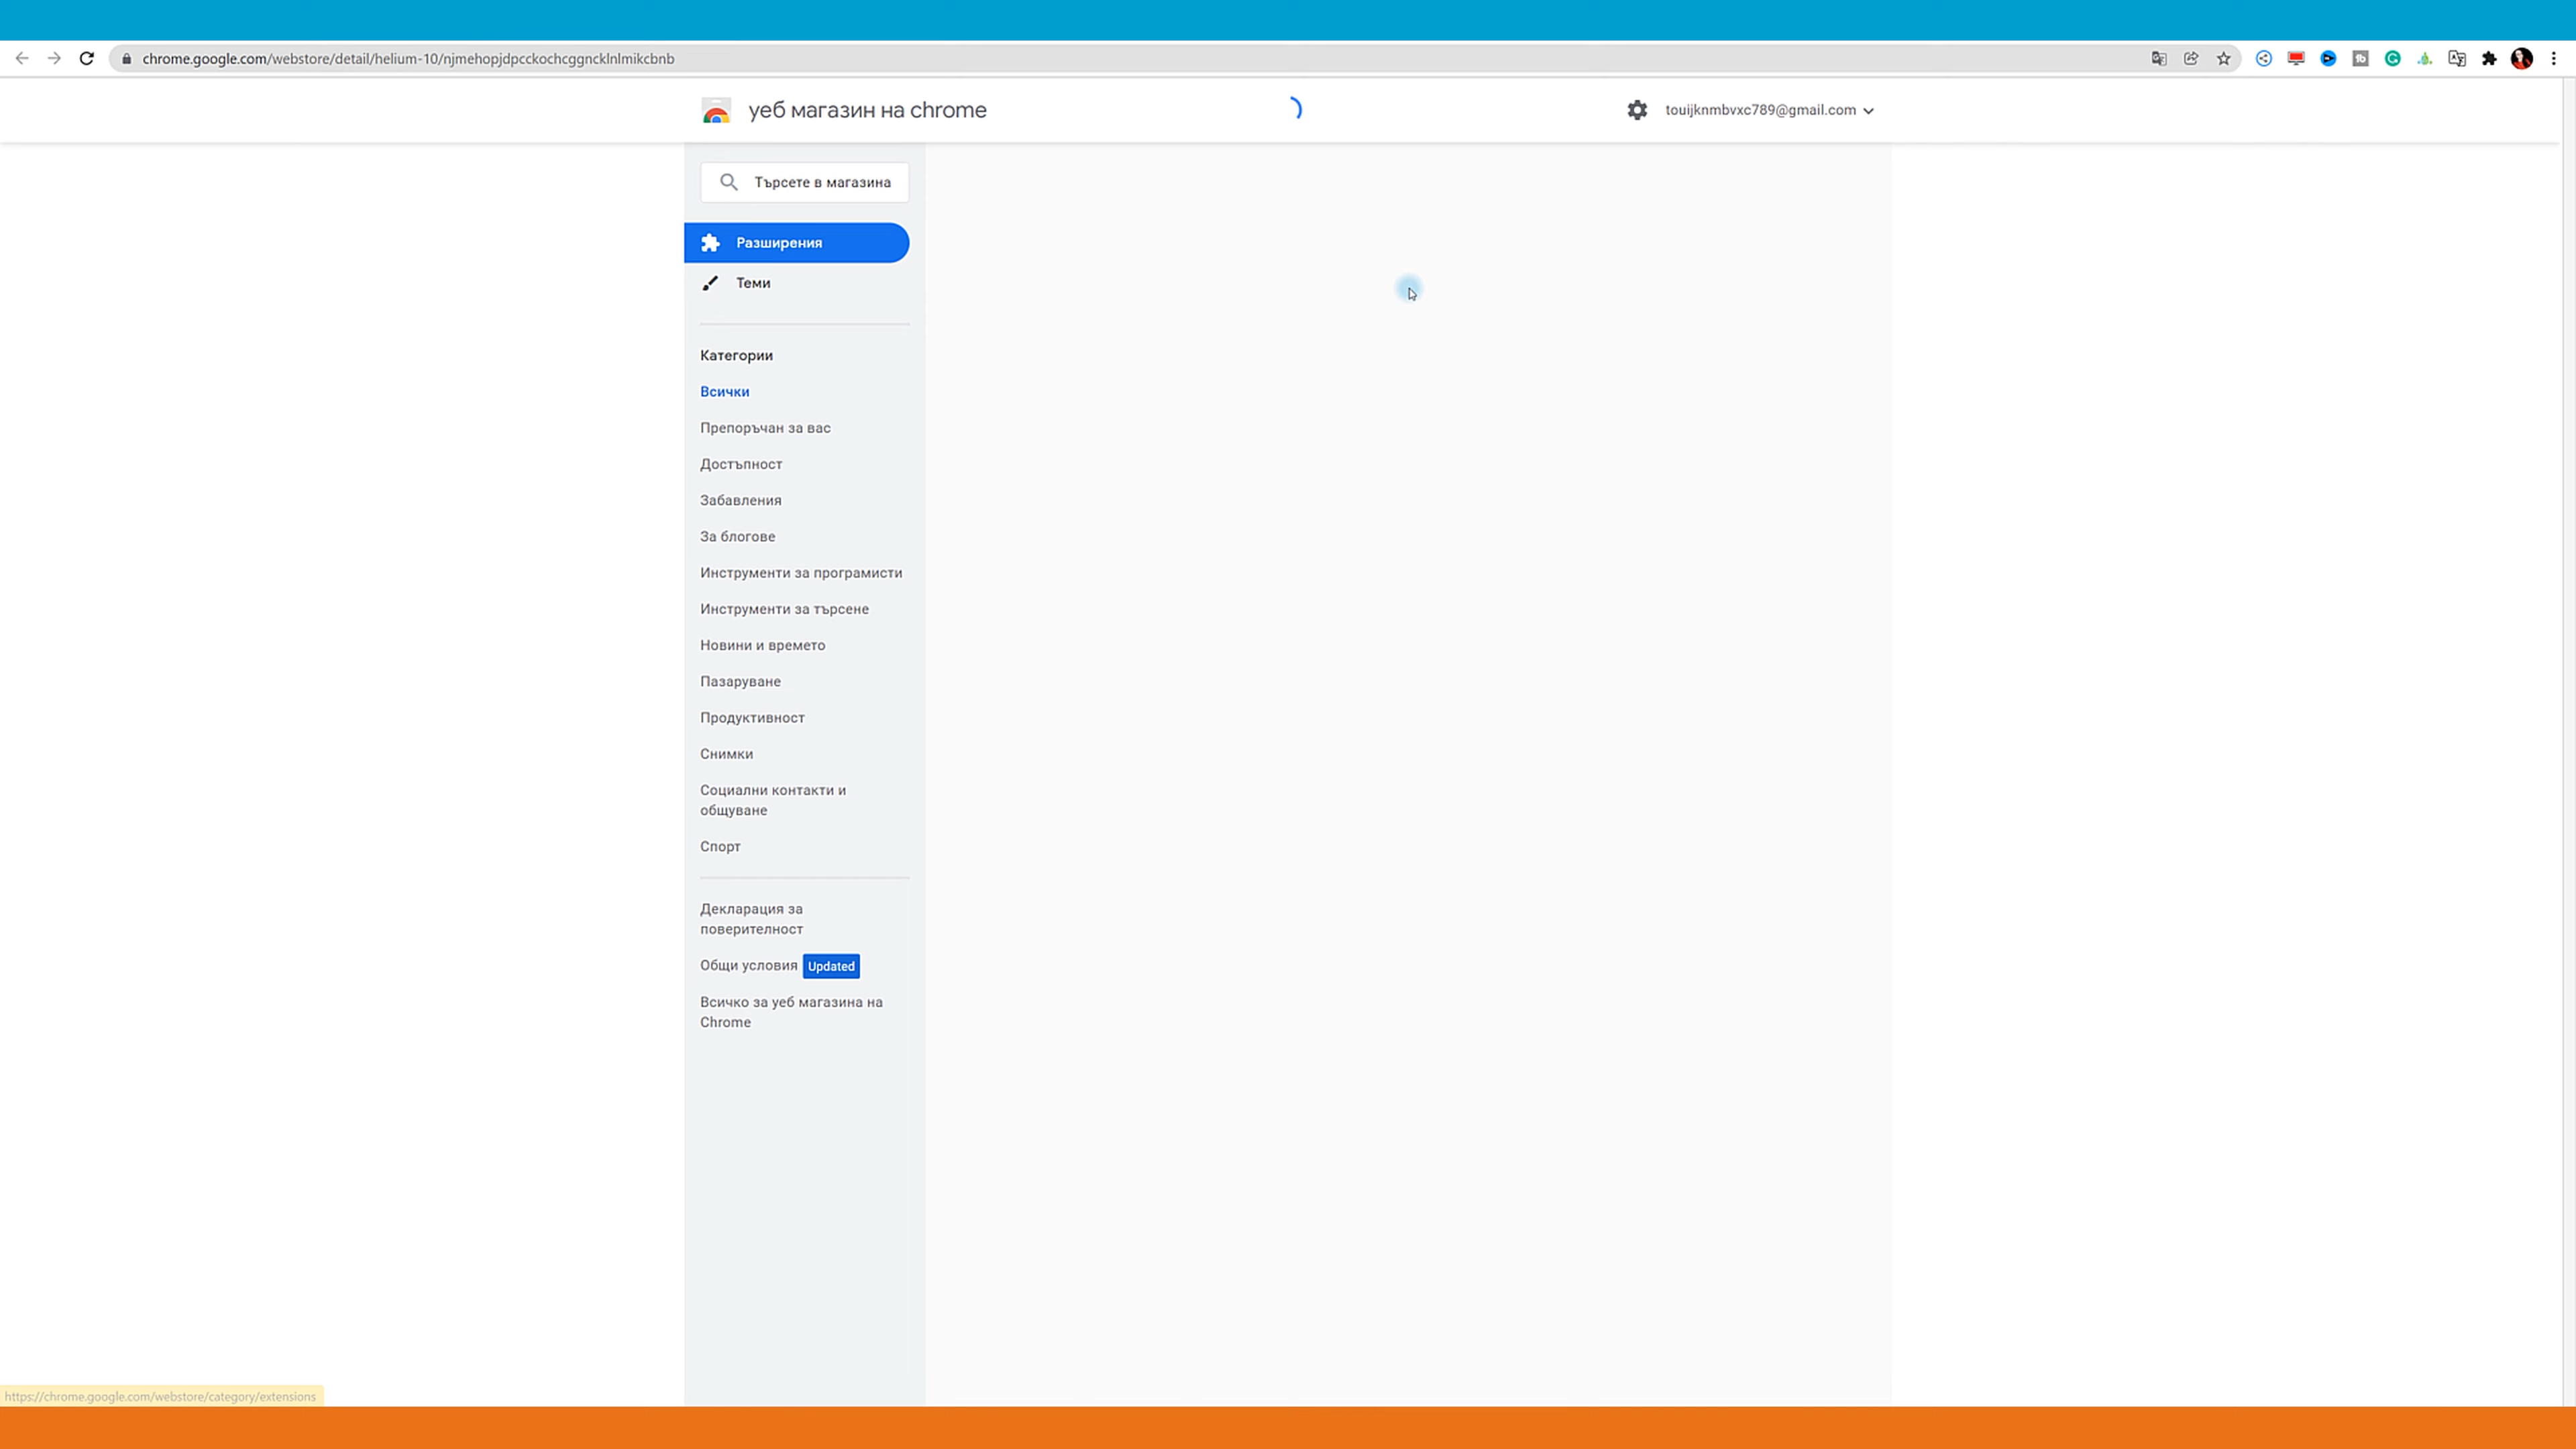 chrome.google.com/webstore/detail/helium-10/njmehopjdpcckochcggncklnlmikcbnb
уеб магазин на chrome
touijknmbvxc789@gmail.com
Търсете в магазина
Разширения
Теми
Категории
Всички
Препоръчан за вас
Достъпност
Забавления
За блогове
Инструменти за програмисти
Инструменти за търсене
Новини и времето
Пазаруване
Продуктивност
Снимки
Социални контакти и
общуване
Спорт
Декларация за
поверителност
Общи условия Updated
Всичко за уеб магазина на
Chrome
https://chrome.google.com/webstore/category/extensions